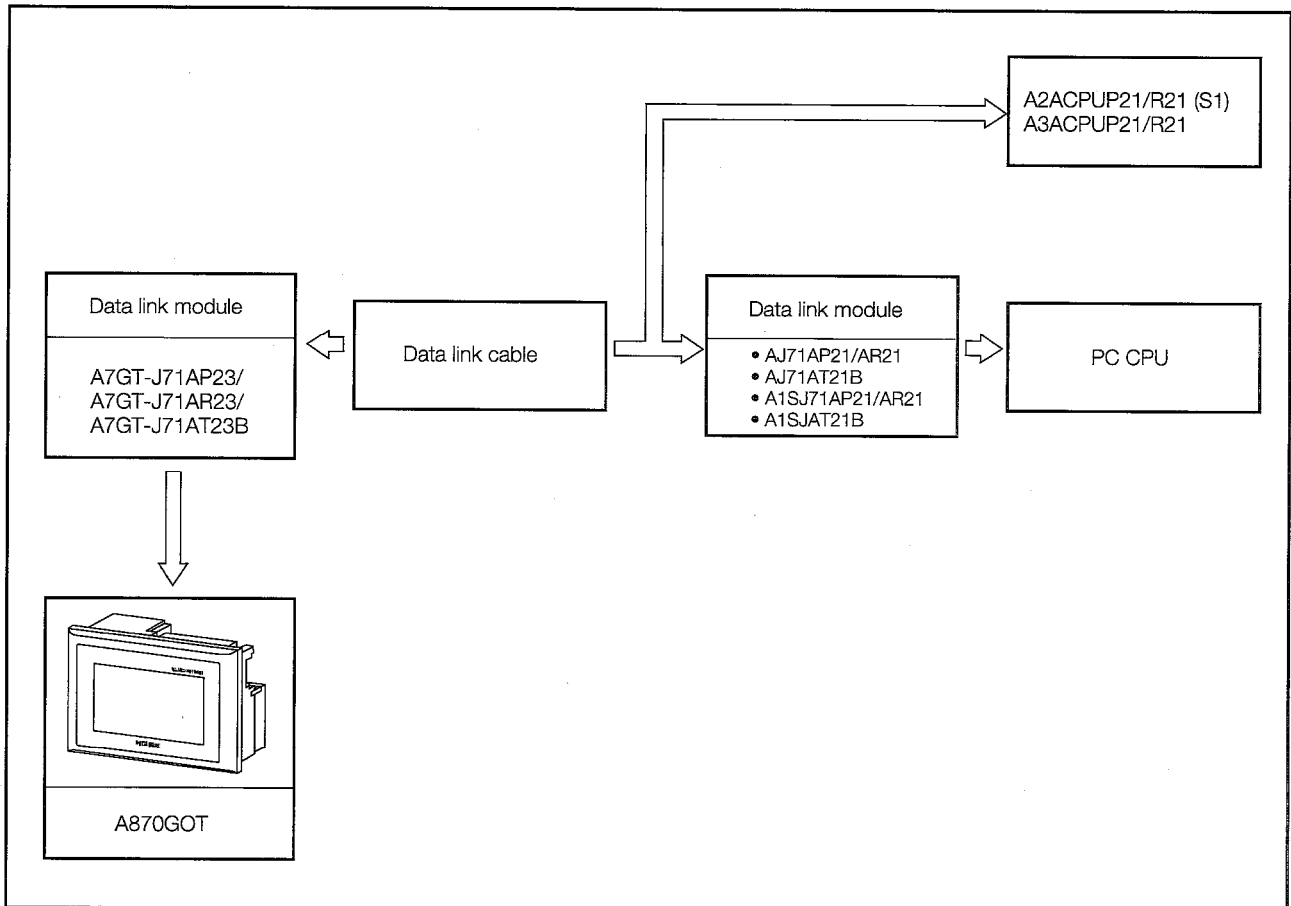 A2ACPUP21/R21 (S1)
A3ACPUP21/R21
Data link module
A7GT-J71AP23/
A7GT-J71AR23/
A7GT-J71AT23B
Data link cable
Data link module
• AJ71AP21/AR21
• AJ71AT21B
• A1SJ71AP21/AR21
• A1SJAT21B
PC CPU
A870GOT